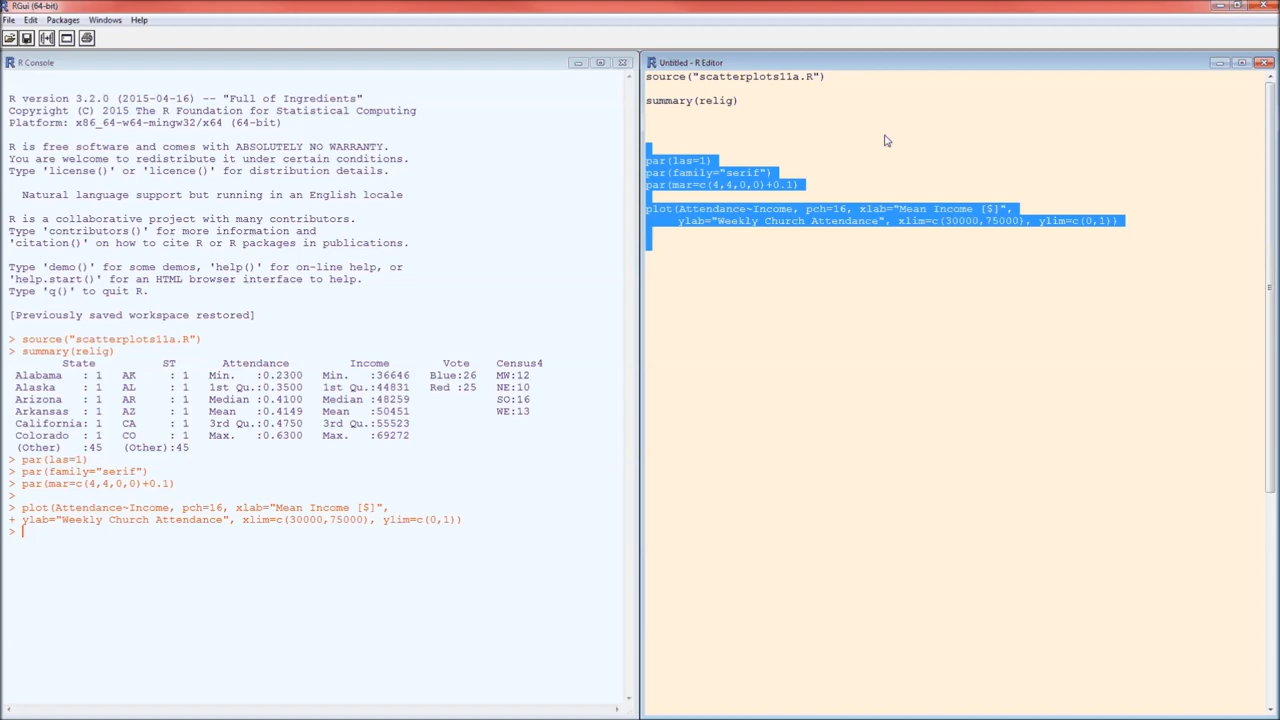 RGui (64-bit)
File Edit Packages Windows Help
R Console
R version 3.2.0 (2015-04-16) -- "Full of Ingredients"
Copyright (C) 2015 The R Foundation for Statistical Computing
Platform: x86_64-w64-mingw32/x64 (64-bit)
R is free software and comes with ABSOLUTELY NO WARRANTY.
You are welcome to redistribute it under certain conditions.
Type 'license()' or 'licence()' for distribution details.
Natural language support but running in an English locale
R is a collaborative project with many contributors.
Type 'contributors()' for more information and
'citation()' on how to cite R or R packages in publications.
Type 'demo()' for some demos, 'help()' for on-line help, or
'help.start()' for an HTML browser interface to help.
Type 'q()' to quit R.
[Previously saved workspace restored]
> source("scatterplots11a.R")
> summary(relig)
State ST Attendance Income Vote Census4
Alabama : 1 AK : 1 Min. :0.2300 Min. :36646 Blue:26 MW:12
Alaska : 1 AL : 1 1st Qu.:0.3500 1st Qu.:44831 Red :25 NE:10
Arizona : 1 AR : 1 Median :0.4100 Median :48259 SO:16
Arkansas : 1 AZ : 1 Mean :0.4149 Mean :50451 WE:13
California: 1 CA : 1 3rd Qu.:0.4750 3rd Qu.:55523
Colorado : 1 CO : 1 Max. :0.6300 Max. :69272
(Other) :45 (Other):45
> par(las=1)
> par(family="serif")
> par(mar=c(4,4,0,0)+0.1)
>
> plot(Attendance~Income, pch=16, xlab="Mean Income [$]",
+ ylab="Weekly Church Attendance", xlim=c(30000,75000), ylim=c(0,1))
>
Untitled - R Editor
source("scatterplots11a.R")
summary(relig)
par(las=1)
par(family="serif")
par(mar=c(4,4,0,0)+0.1)
plot(Attendance~Income, pch=16, xlab="Mean Income [$]",
ylab="Weekly Church Attendance", xlim=c(30000,75000), ylim=c(0,1))